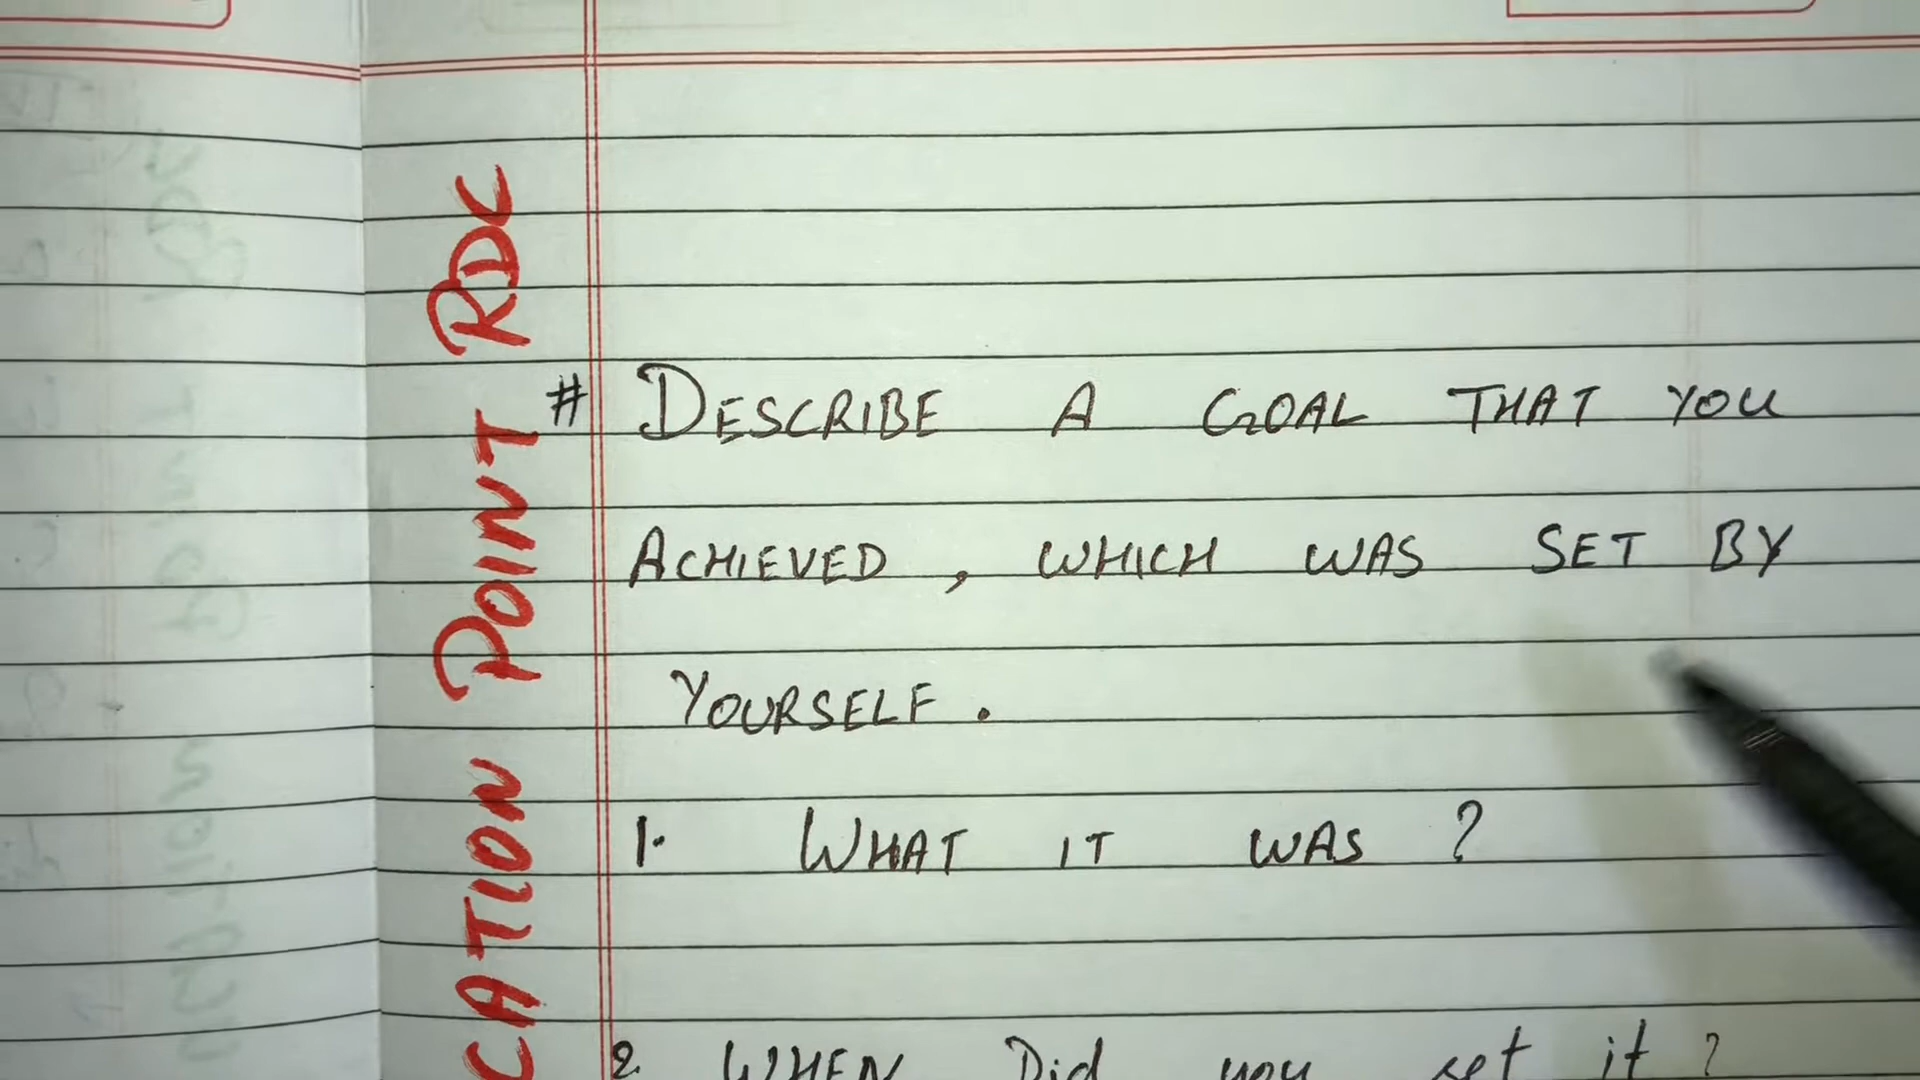 # DESCRIBE A GOAL THAT YOU
ACHIEVED, WHICH WAS SET BY
YOURSELF.
1. WHAT IT WAS ?
2. WHEN Did you set it ?
CATION POINT RDC